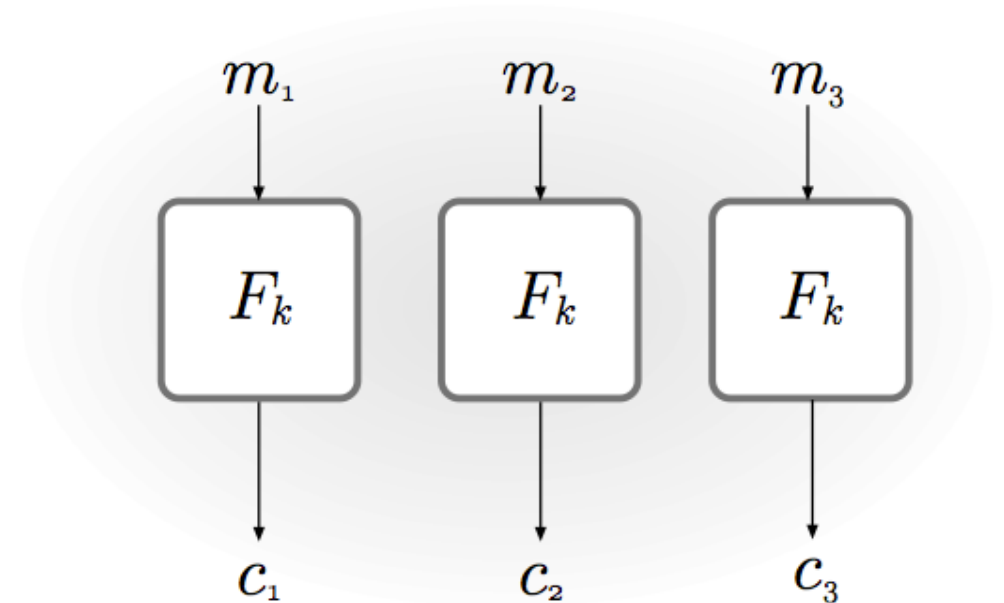 m₁ m₂ m₃
Fₖ Fₖ Fₖ
c₁ c₂ c₃